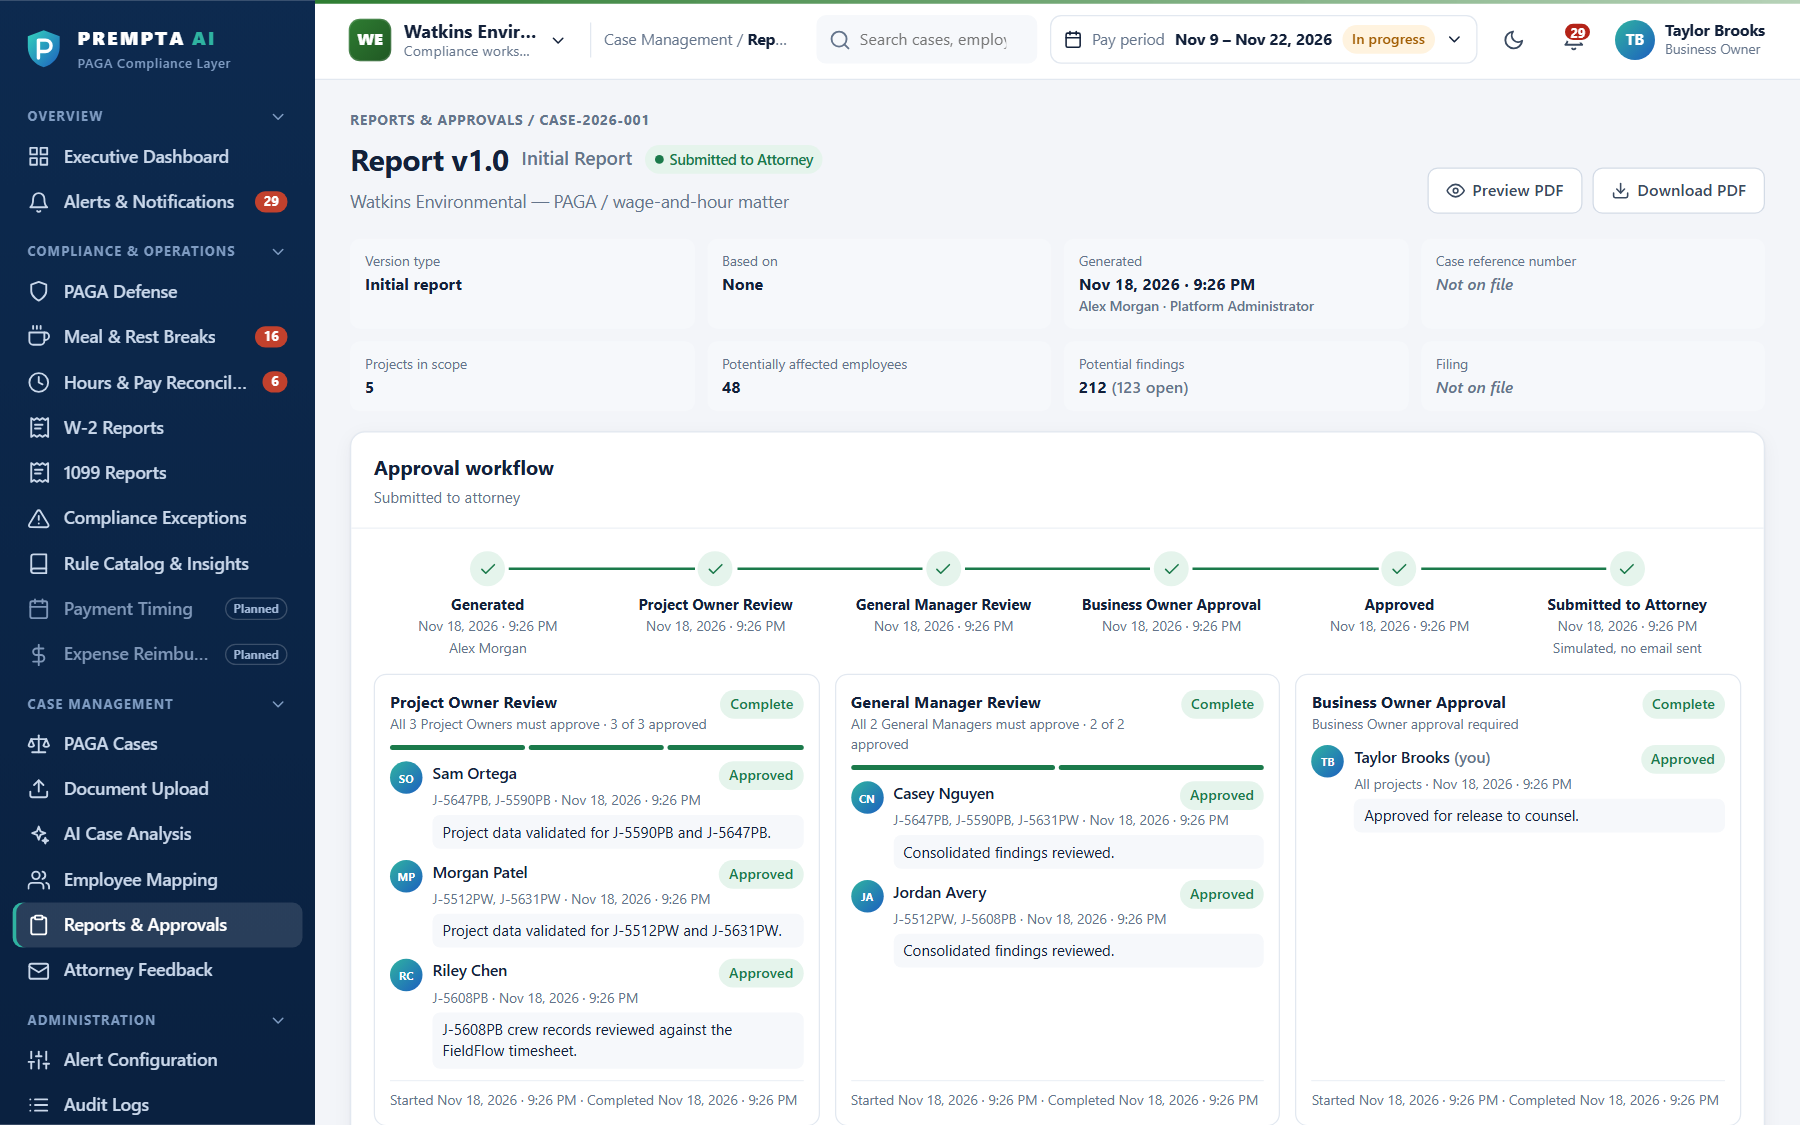 PREMPTA AI
PAGA Compliance Layer
OVERVIEW
Executive Dashboard
Alerts & Notifications 29
COMPLIANCE & OPERATIONS
PAGA Defense
Meal & Rest Breaks 16
Hours & Pay Reconcil... 6
W-2 Reports
1099 Reports
Compliance Exceptions
Rule Catalog & Insights
Payment Timing Planned
Expense Reimbu... Planned
CASE MANAGEMENT
PAGA Cases
Document Upload
AI Case Analysis
Employee Mapping
Reports & Approvals
Attorney Feedback
ADMINISTRATION
Alert Configuration
Audit Logs
WE
Watkins Envir...
Compliance works...
Case Management / Rep...
Search cases, employ
Pay period Nov 9 – Nov 22, 2026 In progress
29
TB
Taylor Brooks
Business Owner
REPORTS & APPROVALS / CASE-2026-001
Report v1.0 Initial Report Submitted to Attorney
Watkins Environmental — PAGA / wage-and-hour matter
Preview PDF
Download PDF
Version type
Initial report
Based on
None
Generated
Nov 18, 2026 · 9:26 PM
Alex Morgan · Platform Administrator
Case reference number
Not on file
Projects in scope
5
Potentially affected employees
48
Potential findings
212 (123 open)
Filing
Not on file
Approval workflow
Submitted to attorney
Generated
Nov 18, 2026 · 9:26 PM
Alex Morgan
Project Owner Review
Nov 18, 2026 · 9:26 PM
General Manager Review
Nov 18, 2026 · 9:26 PM
Business Owner Approval
Nov 18, 2026 · 9:26 PM
Approved
Nov 18, 2026 · 9:26 PM
Submitted to Attorney
Nov 18, 2026 · 9:26 PM
Simulated, no email sent
Project Owner Review Complete
All 3 Project Owners must approve · 3 of 3 approved
SO Sam Ortega Approved
J-5647PB, J-5590PB · Nov 18, 2026 · 9:26 PM
Project data validated for J-5590PB and J-5647PB.
MP Morgan Patel Approved
J-5512PW, J-5631PW · Nov 18, 2026 · 9:26 PM
Project data validated for J-5512PW and J-5631PW.
RC Riley Chen Approved
J-5608PB · Nov 18, 2026 · 9:26 PM
J-5608PB crew records reviewed against the
FieldFlow timesheet.
Started Nov 18, 2026 · 9:26 PM · Completed Nov 18, 2026 · 9:26 PM
General Manager Review Complete
All 2 General Managers must approve · 2 of 2
approved
CN Casey Nguyen Approved
J-5647PB, J-5590PB, J-5631PW · Nov 18, 2026 · 9:26 PM
Consolidated findings reviewed.
JA Jordan Avery Approved
J-5512PW, J-5608PB · Nov 18, 2026 · 9:26 PM
Consolidated findings reviewed.
Started Nov 18, 2026 · 9:26 PM · Completed Nov 18, 2026 · 9:26 PM
Business Owner Approval Complete
Business Owner approval required
TB Taylor Brooks (you) Approved
All projects · Nov 18, 2026 · 9:26 PM
Approved for release to counsel.
Started Nov 18, 2026 · 9:26 PM · Completed Nov 18, 2026 · 9:26 PM